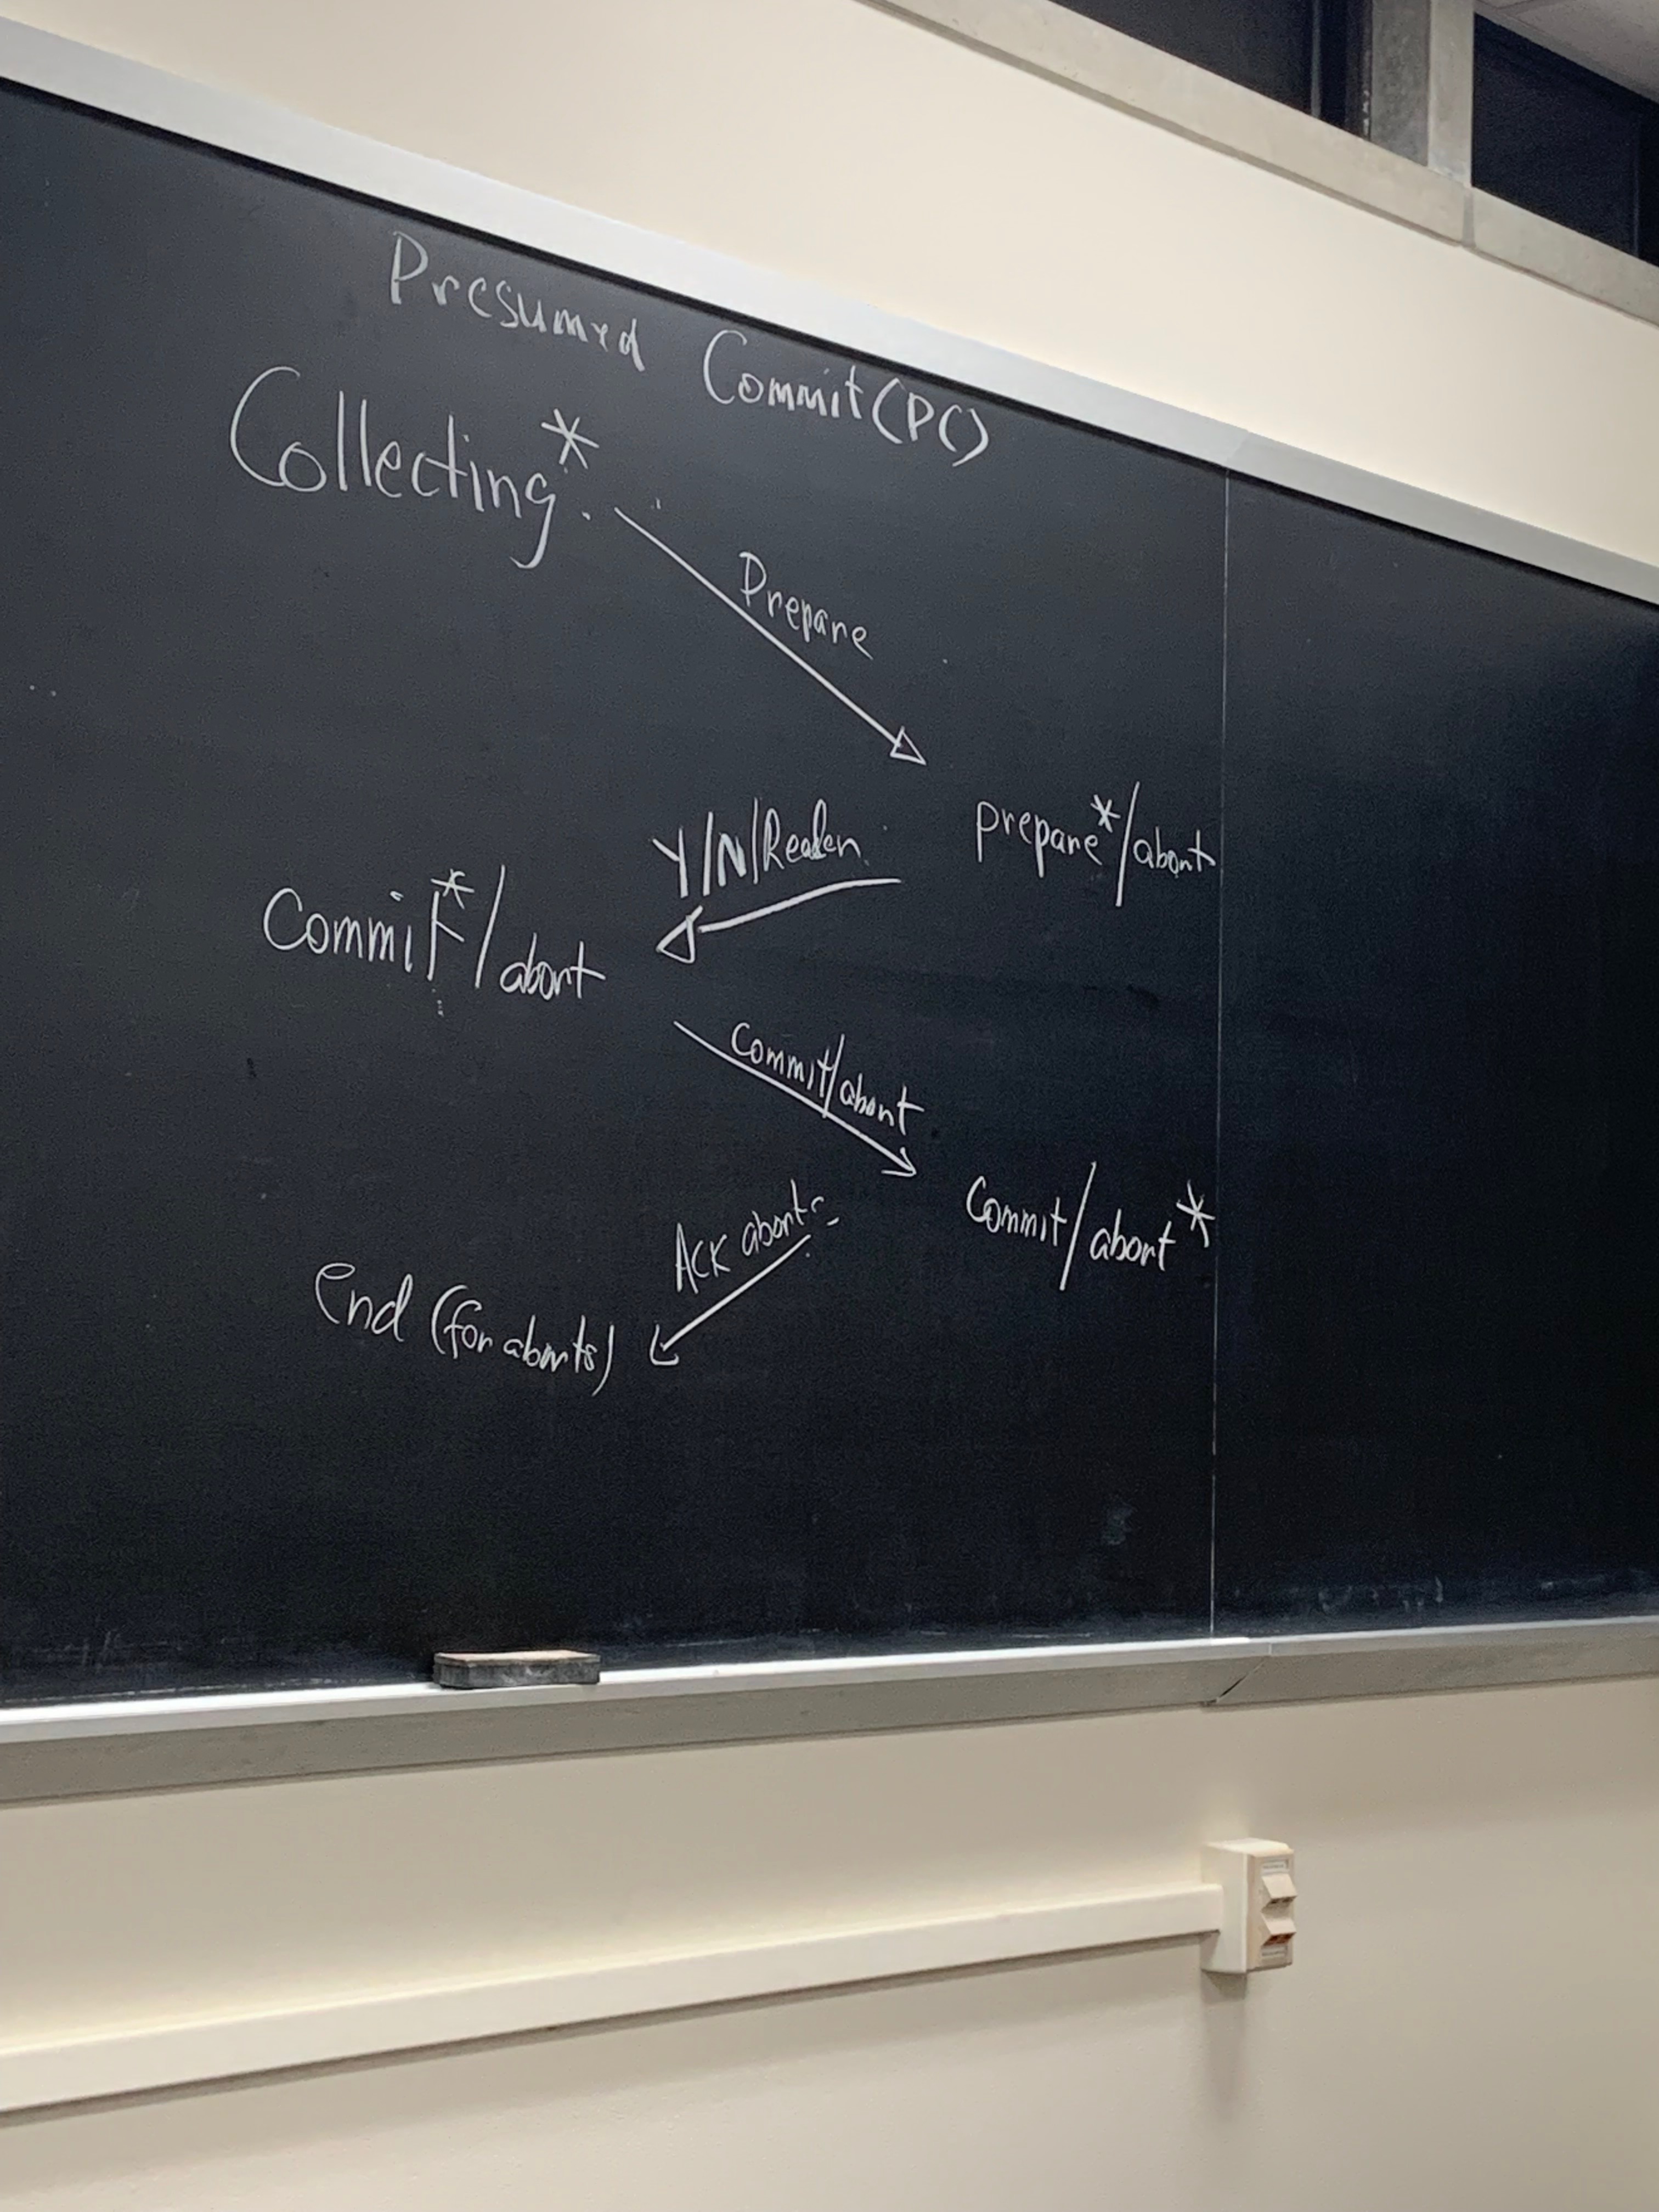 Presumed Commit (PC)
Collecting*
Prepare
prepare*/abort
Y/N/Reader
Commit*/abort
Commit/abort
Commit/abort*
ACK aborts
End (for aborts)